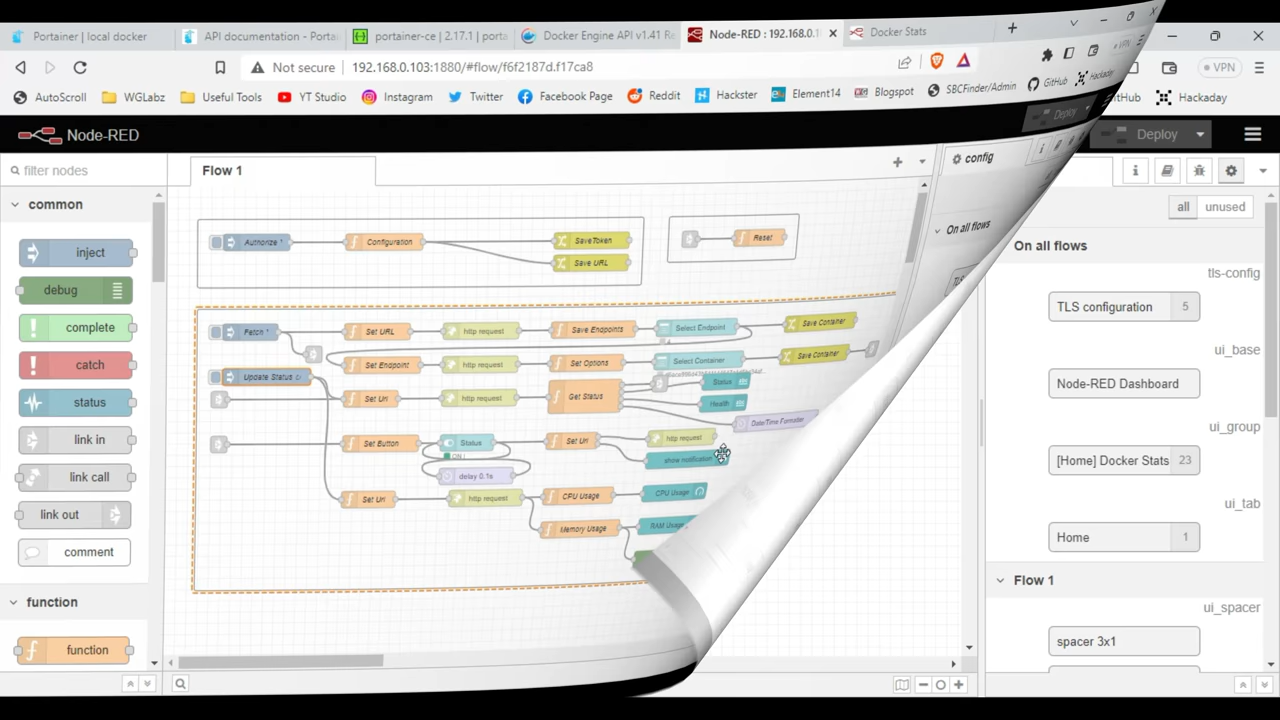 Portainer | local docker
API documentation - Portai
portainer-ce | 2.17.1 | porta
Docker Engine API v1.41 Re
Node-RED : 192.168.0.1
Docker Stats
Not secure
192.168.0.103:1880/#flow/f6f2187d.f17ca8
VPN
AutoScroll
WGLabz
Useful Tools
YT Studio
Instagram
Twitter
Facebook Page
Reddit
Hackster
Element14
Blogspot
SBCFinder/Admin
GitHub
Hackaday
Hackaday
Node-RED
Deploy
Deploy
filter nodes
Flow 1
config
all
unused
common
inject
debug
complete
catch
status
link in
link call
link out
comment
function
function
Authorize
Configuration
SaveToken
Save URL
Reset
Fetch
Set URL
http request
Save Endpoints
Select Endpoint
Save Container
Set Endpoint
http request
Set Options
Select Container
Save Container
Update Status
Set Url
http request
Get Status
Status
Health
Date/Time Formatter
Set Button
Status
ON
Set Url
http request
show notification
delay 0.1s
Set Url
http request
CPU Usage
CPU Usage
Memory Usage
RAM Usage
On all flows
On all flows
tls-config
TLS configuration
5
ui_base
Node-RED Dashboard
ui_group
[Home] Docker Stats
23
ui_tab
Home
1
Flow 1
ui_spacer
spacer 3x1